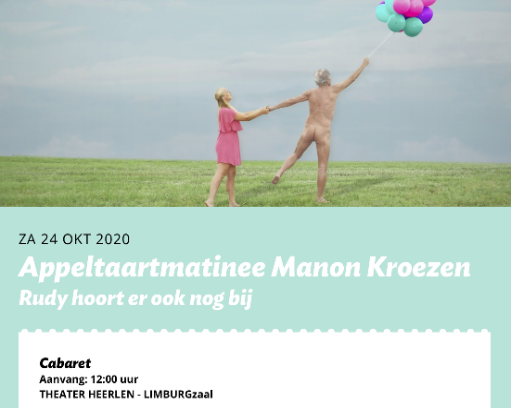 ZA 24 OKT 2020
Appeltaartmatinee Manon Kroezen
Rudy hoort er ook nog bij
Cabaret
Aanvang: 12:00 uur
THEATER HEERLEN - LIMBURGzaal